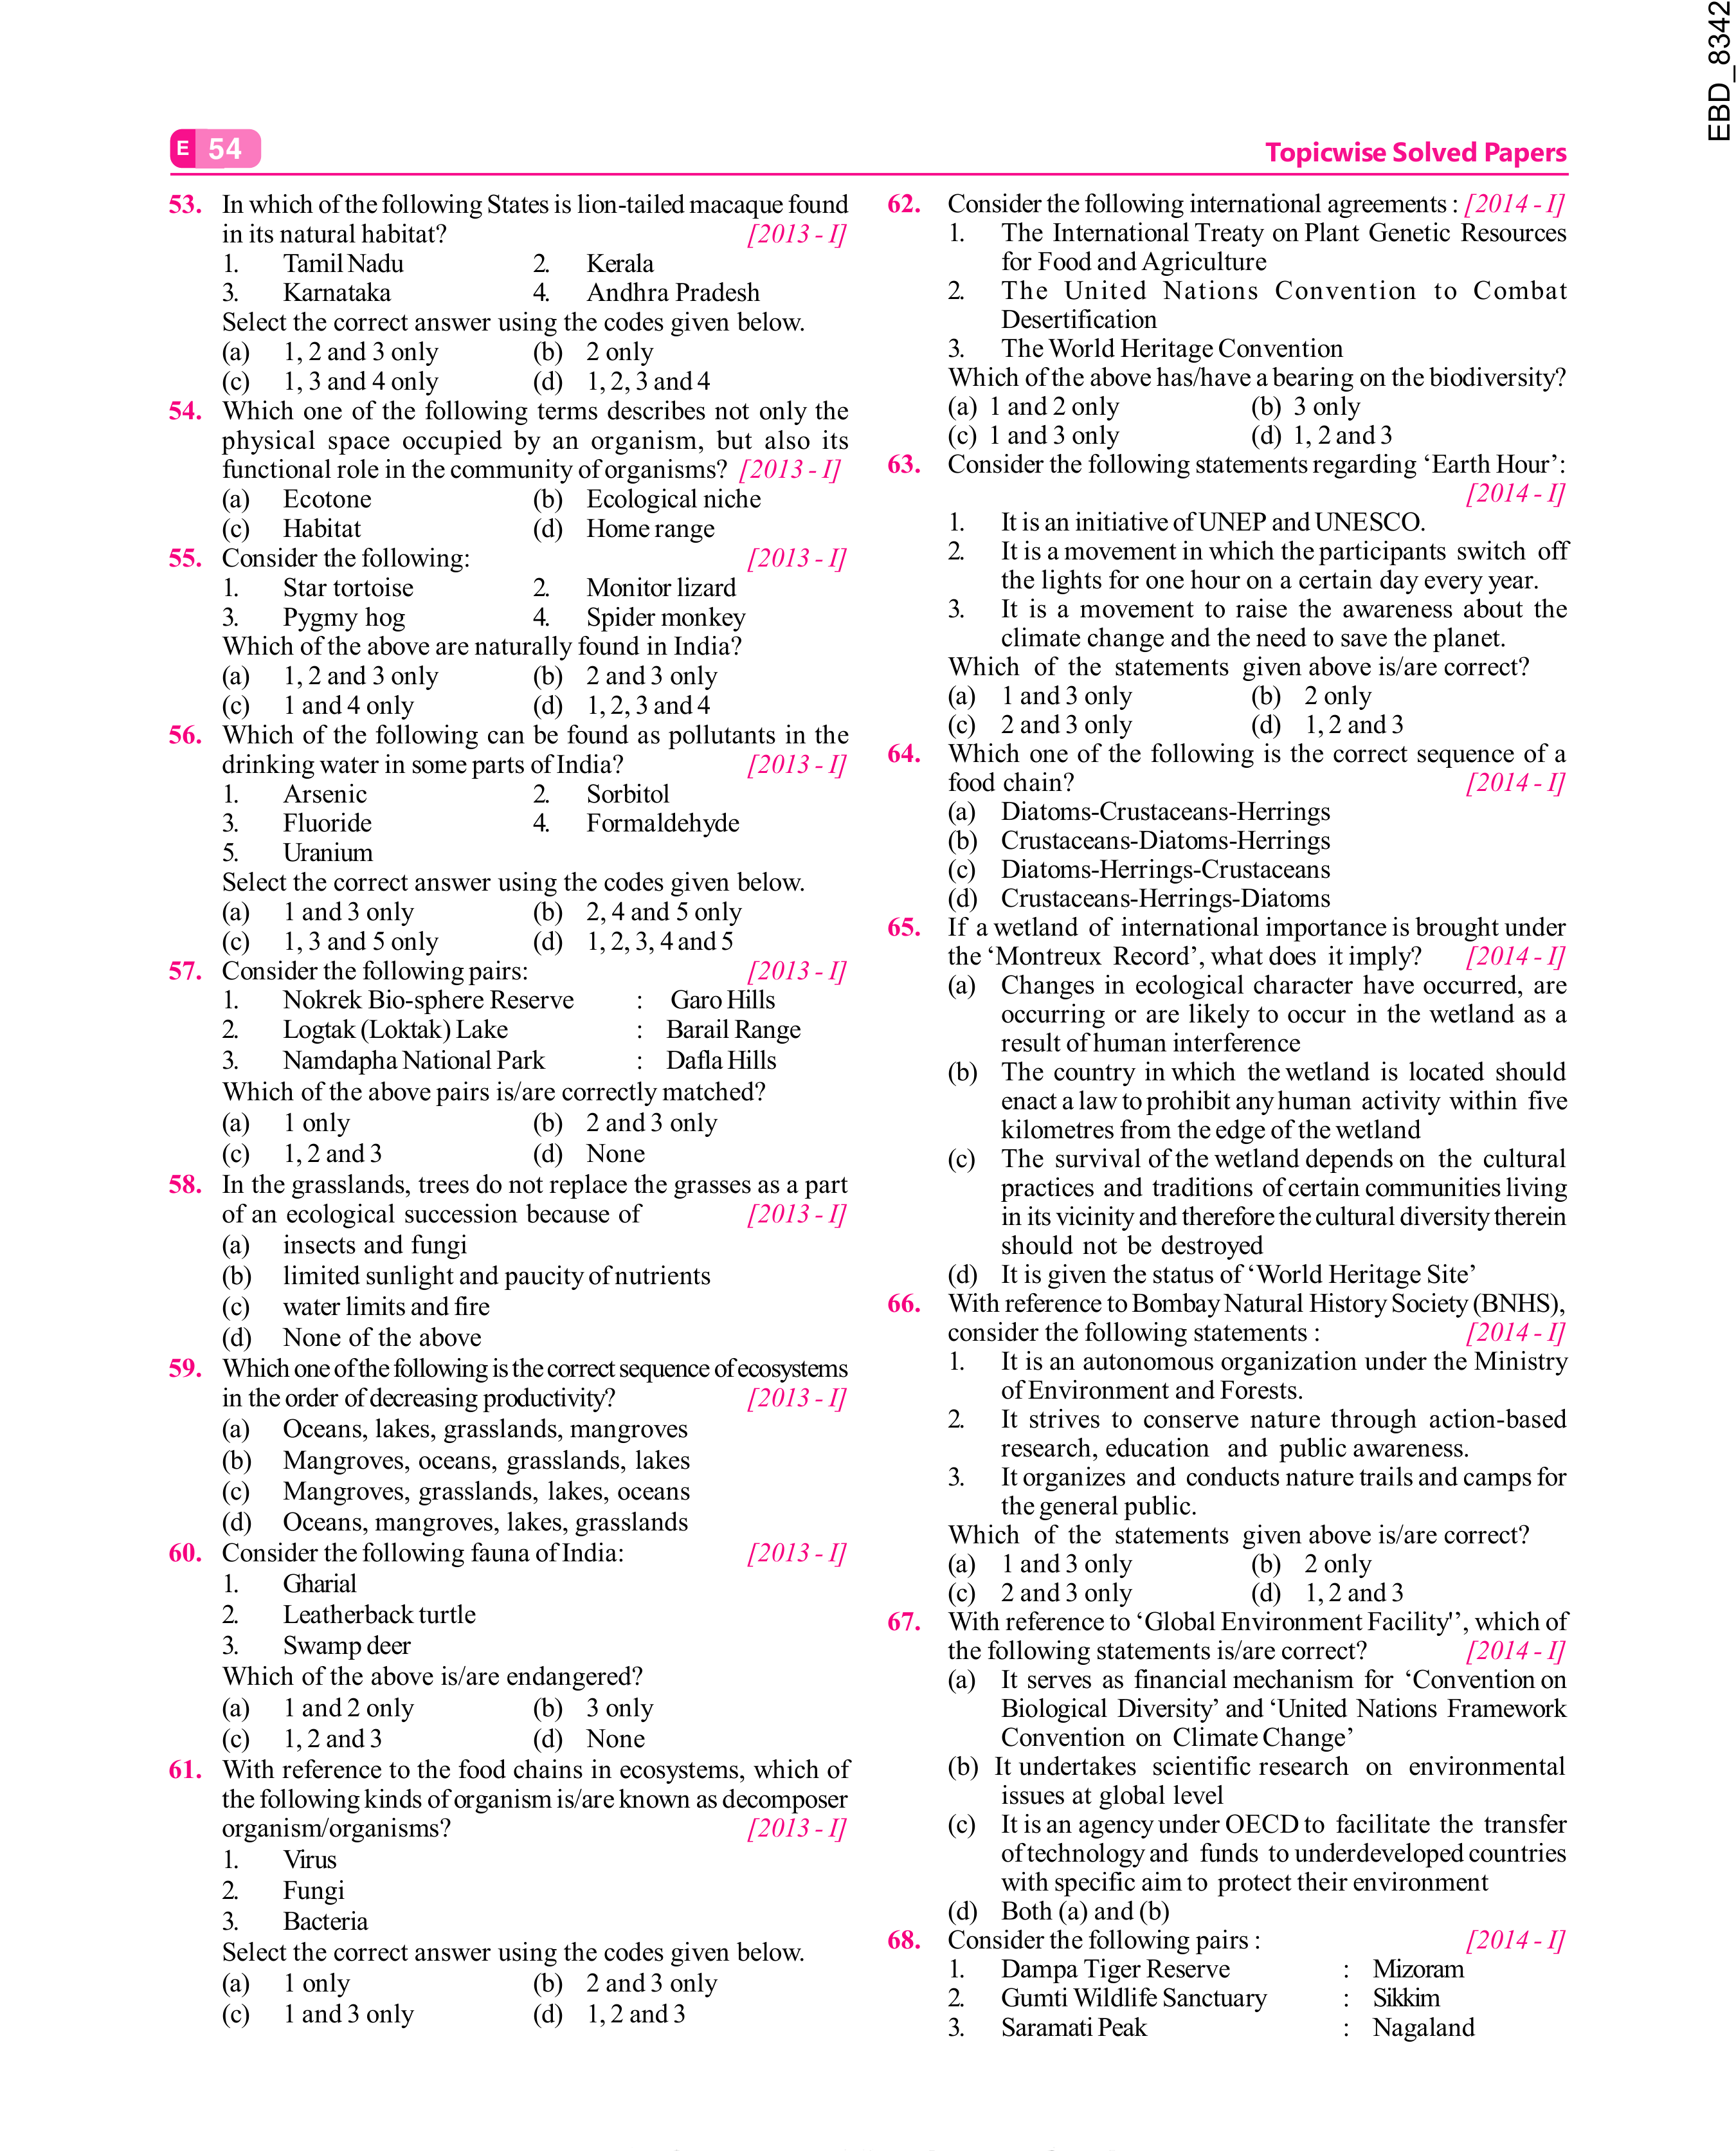 EBD_8342
E 54
Topicwise Solved Papers
53. In which of the following States is lion-tailed macaque found
in its natural habitat? [2013 - I]
1. Tamil Nadu 2. Kerala
3. Karnataka 4. Andhra Pradesh
Select the correct answer using the codes given below.
(a) 1, 2 and 3 only (b) 2 only
(c) 1, 3 and 4 only (d) 1, 2, 3 and 4
54. Which one of the following terms describes not only the
physical space occupied by an organism, but also its
functional role in the community of organisms? [2013 - I]
(a) Ecotone (b) Ecological niche
(c) Habitat (d) Home range
55. Consider the following: [2013 - I]
1. Star tortoise 2. Monitor lizard
3. Pygmy hog 4. Spider monkey
Which of the above are naturally found in India?
(a) 1, 2 and 3 only (b) 2 and 3 only
(c) 1 and 4 only (d) 1, 2, 3 and 4
56. Which of the following can be found as pollutants in the
drinking water in some parts of India? [2013 - I]
1. Arsenic 2. Sorbitol
3. Fluoride 4. Formaldehyde
5. Uranium
Select the correct answer using the codes given below.
(a) 1 and 3 only (b) 2, 4 and 5 only
(c) 1, 3 and 5 only (d) 1, 2, 3, 4 and 5
57. Consider the following pairs: [2013 - I]
1. Nokrek Bio-sphere Reserve : Garo Hills
2. Logtak (Loktak) Lake : Barail Range
3. Namdapha National Park : Dafla Hills
Which of the above pairs is/are correctly matched?
(a) 1 only (b) 2 and 3 only
(c) 1, 2 and 3 (d) None
58. In the grasslands, trees do not replace the grasses as a part
of an ecological succession because of [2013 - I]
(a) insects and fungi
(b) limited sunlight and paucity of nutrients
(c) water limits and fire
(d) None of the above
59. Which one of the following is the correct sequence of ecosystems
in the order of decreasing productivity? [2013 - I]
(a) Oceans, lakes, grasslands, mangroves
(b) Mangroves, oceans, grasslands, lakes
(c) Mangroves, grasslands, lakes, oceans
(d) Oceans, mangroves, lakes, grasslands
60. Consider the following fauna of India: [2013 - I]
1. Gharial
2. Leatherback turtle
3. Swamp deer
Which of the above is/are endangered?
(a) 1 and 2 only (b) 3 only
(c) 1, 2 and 3 (d) None
61. With reference to the food chains in ecosystems, which of
the following kinds of organism is/are known as decomposer
organism/organisms? [2013 - I]
1. Virus
2. Fungi
3. Bacteria
Select the correct answer using the codes given below.
(a) 1 only (b) 2 and 3 only
(c) 1 and 3 only (d) 1, 2 and 3
62. Consider the following international agreements : [2014 - I]
1. The International Treaty on Plant Genetic Resources
for Food and Agriculture
2. The United Nations Convention to Combat
Desertification
3. The World Heritage Convention
Which of the above has/have a bearing on the biodiversity?
(a) 1 and 2 only (b) 3 only
(c) 1 and 3 only (d) 1, 2 and 3
63. Consider the following statements regarding ‘Earth Hour’:
[2014 - I]
1. It is an initiative of UNEP and UNESCO.
2. It is a movement in which the participants switch off
the lights for one hour on a certain day every year.
3. It is a movement to raise the awareness about the
climate change and the need to save the planet.
Which of the statements given above is/are correct?
(a) 1 and 3 only (b) 2 only
(c) 2 and 3 only (d) 1, 2 and 3
64. Which one of the following is the correct sequence of a
food chain? [2014 - I]
(a) Diatoms-Crustaceans-Herrings
(b) Crustaceans-Diatoms-Herrings
(c) Diatoms-Herrings-Crustaceans
(d) Crustaceans-Herrings-Diatoms
65. If a wetland of international importance is brought under
the ‘Montreux Record’, what does it imply? [2014 - I]
(a) Changes in ecological character have occurred, are
occurring or are likely to occur in the wetland as a
result of human interference
(b) The country in which the wetland is located should
enact a law to prohibit any human activity within five
kilometres from the edge of the wetland
(c) The survival of the wetland depends on the cultural
practices and traditions of certain communities living
in its vicinity and therefore the cultural diversity therein
should not be destroyed
(d) It is given the status of ‘World Heritage Site’
66. With reference to Bombay Natural History Society (BNHS),
consider the following statements : [2014 - I]
1. It is an autonomous organization under the Ministry
of Environment and Forests.
2. It strives to conserve nature through action-based
research, education and public awareness.
3. It organizes and conducts nature trails and camps for
the general public.
Which of the statements given above is/are correct?
(a) 1 and 3 only (b) 2 only
(c) 2 and 3 only (d) 1, 2 and 3
67. With reference to ‘Global Environment Facility'’, which of
the following statements is/are correct? [2014 - I]
(a) It serves as financial mechanism for ‘Convention on
Biological Diversity’ and ‘United Nations Framework
Convention on Climate Change’
(b) It undertakes scientific research on environmental
issues at global level
(c) It is an agency under OECD to facilitate the transfer
of technology and funds to underdeveloped countries
with specific aim to protect their environment
(d) Both (a) and (b)
68. Consider the following pairs : [2014 - I]
1. Dampa Tiger Reserve : Mizoram
2. Gumti Wildlife Sanctuary : Sikkim
3. Saramati Peak : Nagaland